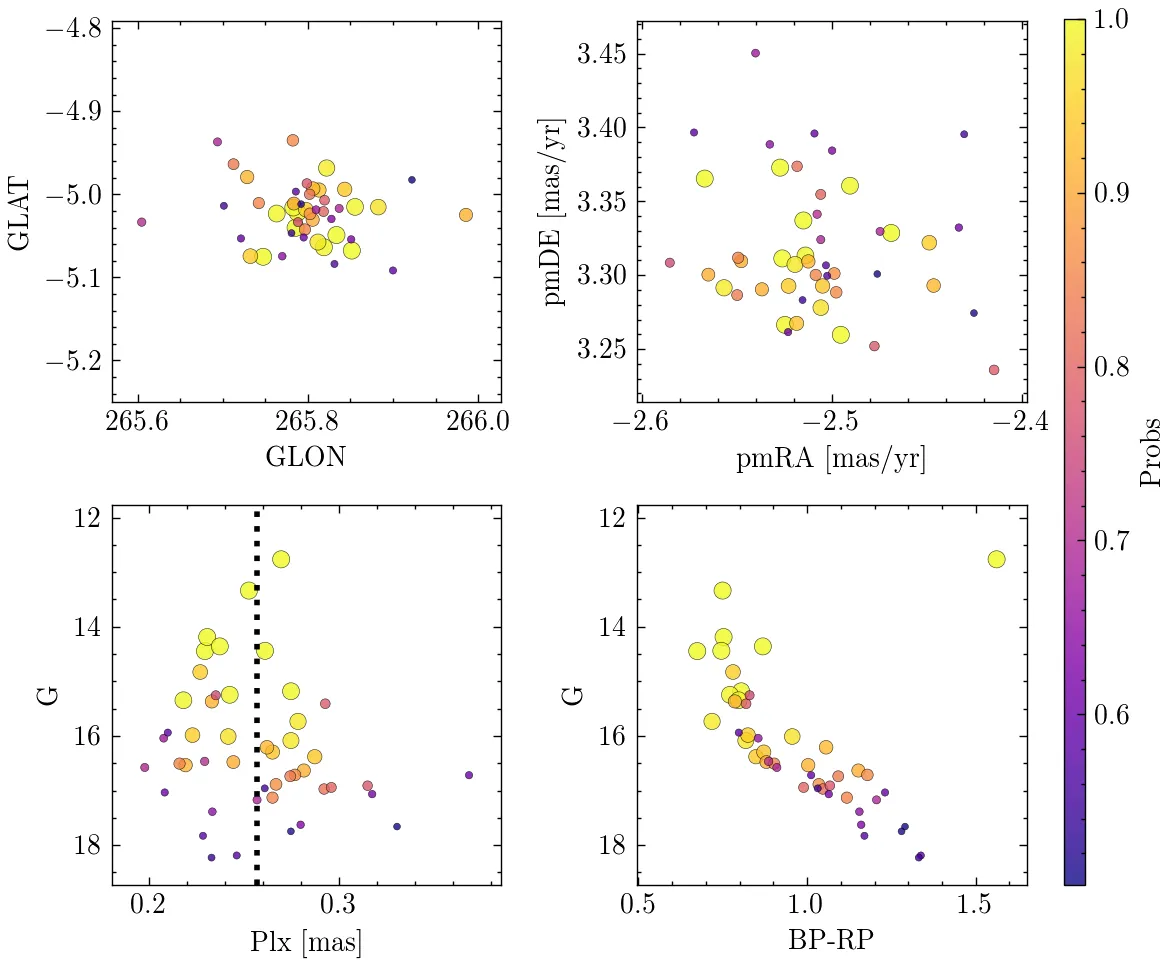 −4.8
−4.9
−5.0
−5.1
−5.2
GLAT
265.6 265.8 266.0
GLON
3.45
3.40
3.35
3.30
3.25
pmDE [mas/yr]
−2.6 −2.5 −2.4
pmRA [mas/yr]
12
14
16
18
G
0.2 0.3
Plx [mas]
12
14
16
18
G
0.5 1.0 1.5
BP-RP
1.0
0.9
0.8
0.7
0.6
Probs